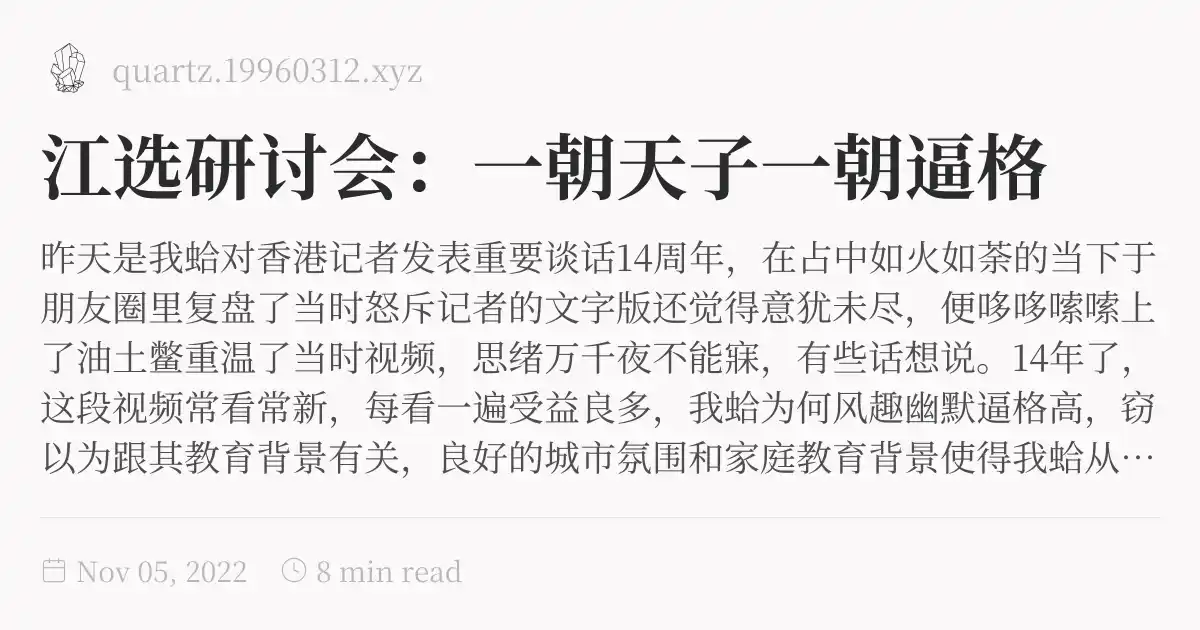 quartz.19960312.xyz
江选研讨会：一朝天子一朝逼格
昨天是我蛤对香港记者发表重要谈话14周年，在占中如火如荼的当下于
朋友圈里复盘了当时怒斥记者的文字版还觉得意犹未尽，便哆哆嗦嗦上
了油土鳖重温了当时视频，思绪万千夜不能寐，有些话想说。14年了，
这段视频常看常新，每看一遍受益良多，我蛤为何风趣幽默逼格高，窃
以为跟其教育背景有关，良好的城市氛围和家庭教育背景使得我蛤从…
Nov 05, 2022 8 min read